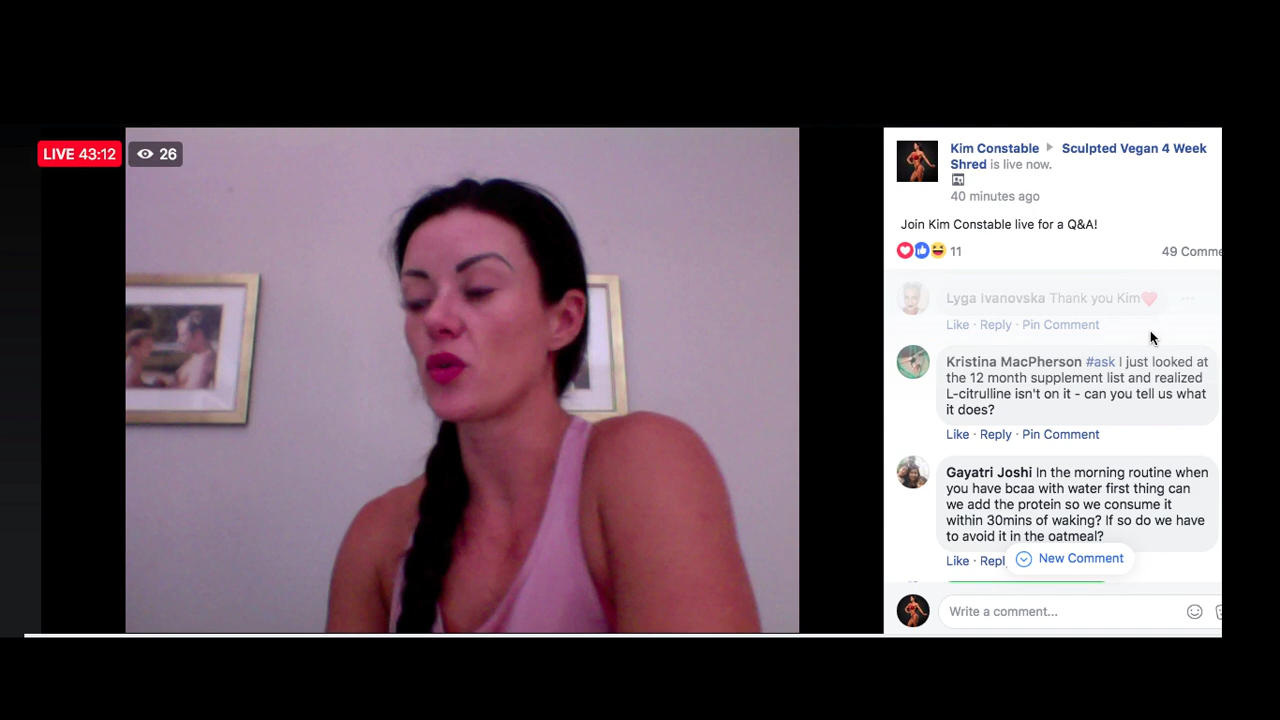 LIVE 43:12
26
Kim Constable
Sculpted Vegan 4 Week
Shred is live now.
40 minutes ago
Join Kim Constable live for a Q&A!
11
49 Comme
Lyga Ivanovska Thank you Kim
Like · Reply · Pin Comment
Kristina MacPherson #ask I just looked at
the 12 month supplement list and realized
L-citrulline isn't on it - can you tell us what
it does?
Like · Reply · Pin Comment
Gayatri Joshi In the morning routine when
you have bcaa with water first thing can
we add the protein so we consume it
within 30mins of waking? If so do we have
to avoid it in the oatmeal?
Like · Repl
New Comment
Write a comment...